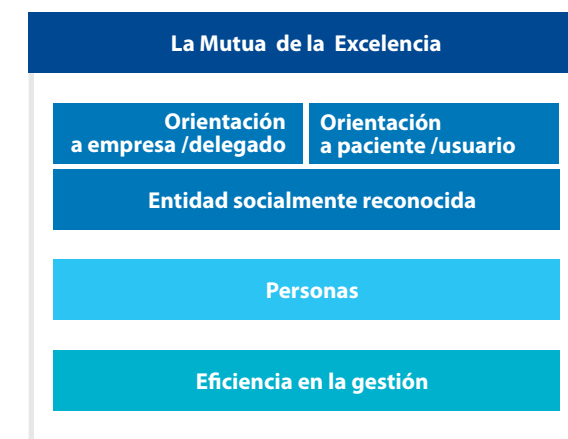 La Mutua de la Excelencia
Orientación
a empresa /delegado
Orientación
a paciente /usuario
Entidad socialmente reconocida
Personas
Eficiencia en la gestión